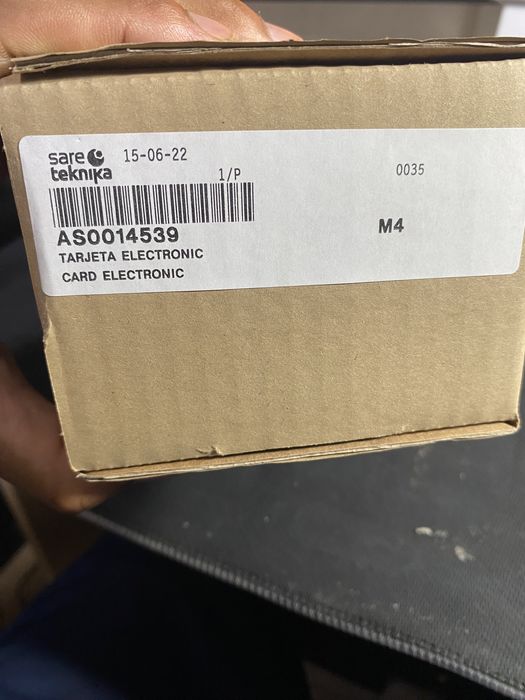 sare
teknika
15-06-22
1/P
0035
AS0014539
M4
TARJETA ELECTRONIC
CARD ELECTRONIC